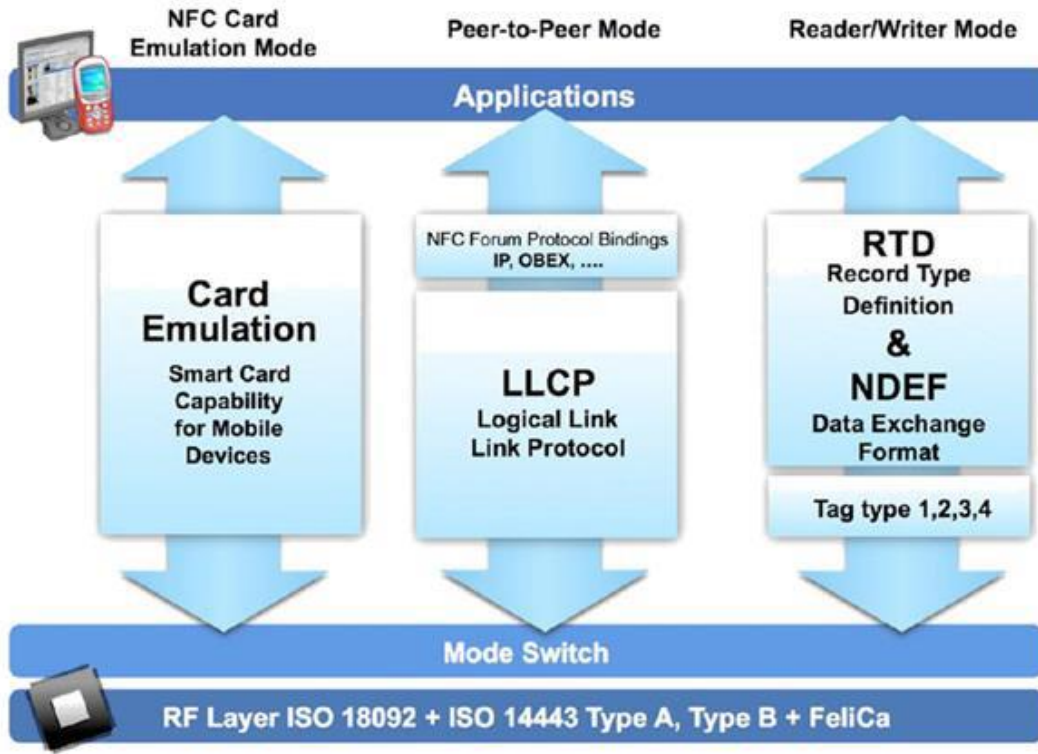 NFC Card
Emulation Mode
Peer-to-Peer Mode
Reader/Writer Mode
Applications
Card
Emulation
Smart Card
Capability
for Mobile
Devices
NFC Forum Protocol Bindings
IP, OBEX, ....
LLCP
Logical Link
Link Protocol
RTD
Record Type
Definition
&
NDEF
Data Exchange
Format
Tag type 1,2,3,4
Mode Switch
RF Layer ISO 18092 + ISO 14443 Type A, Type B + FeliCa